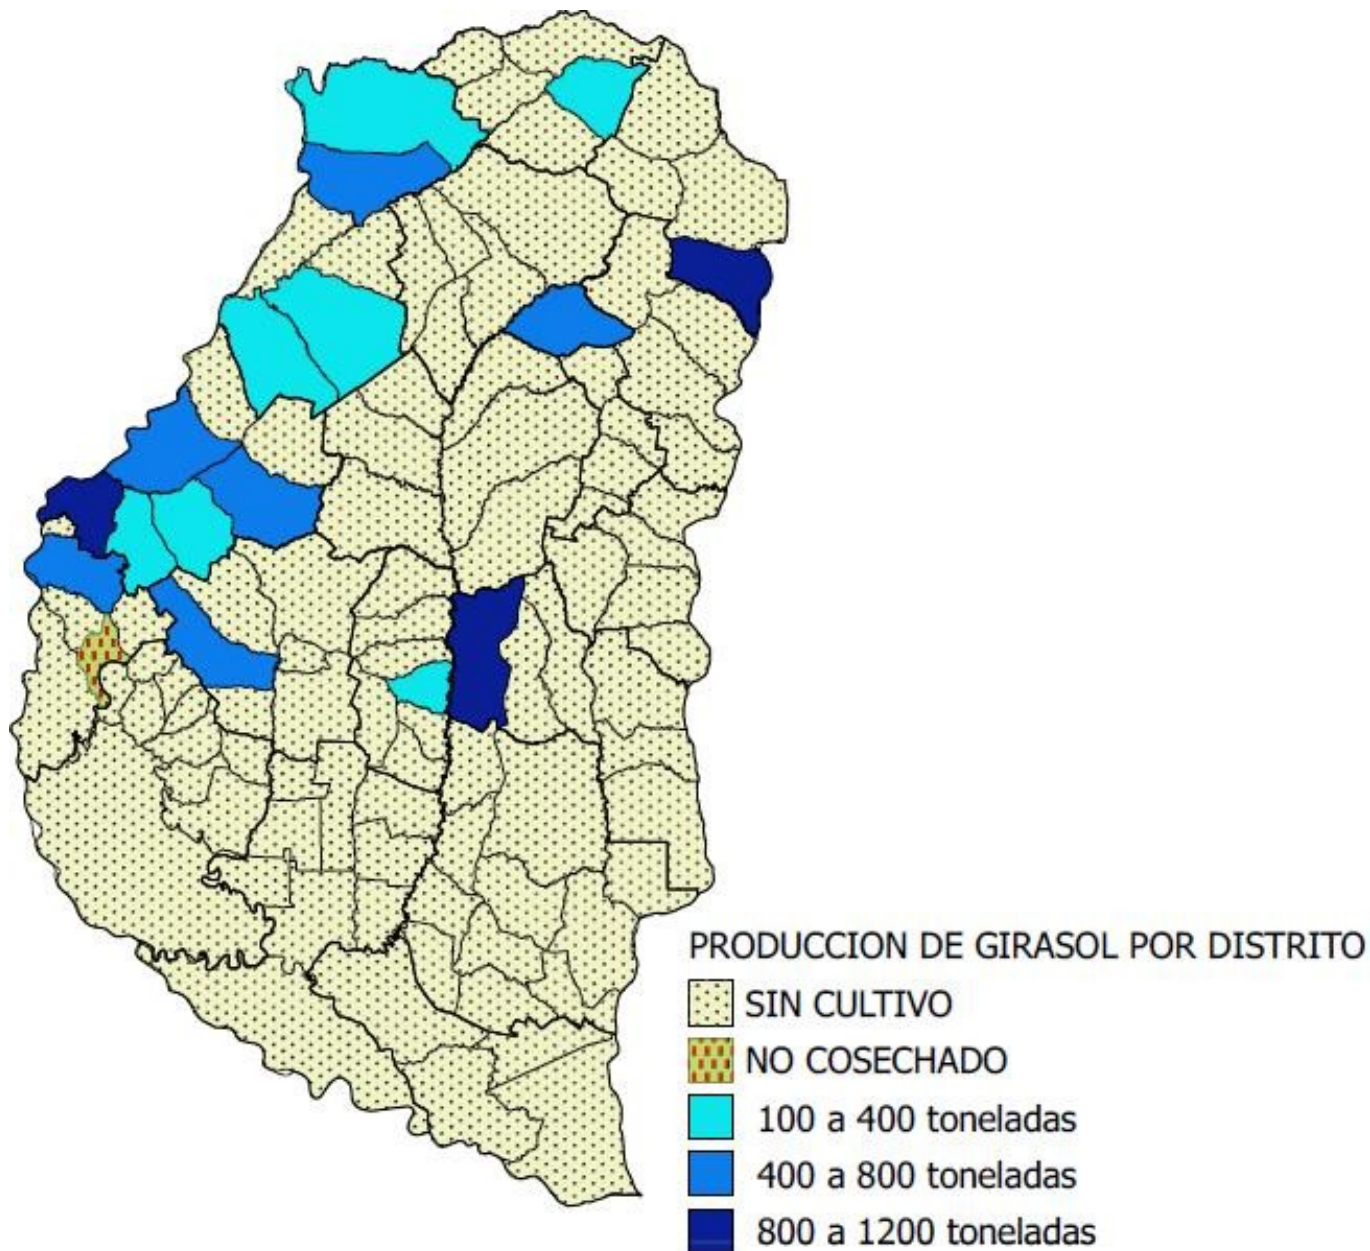 PRODUCCION DE GIRASOL POR DISTRITO
SIN CULTIVO
NO COSECHADO
100 a 400 toneladas
400 a 800 toneladas
800 a 1200 toneladas